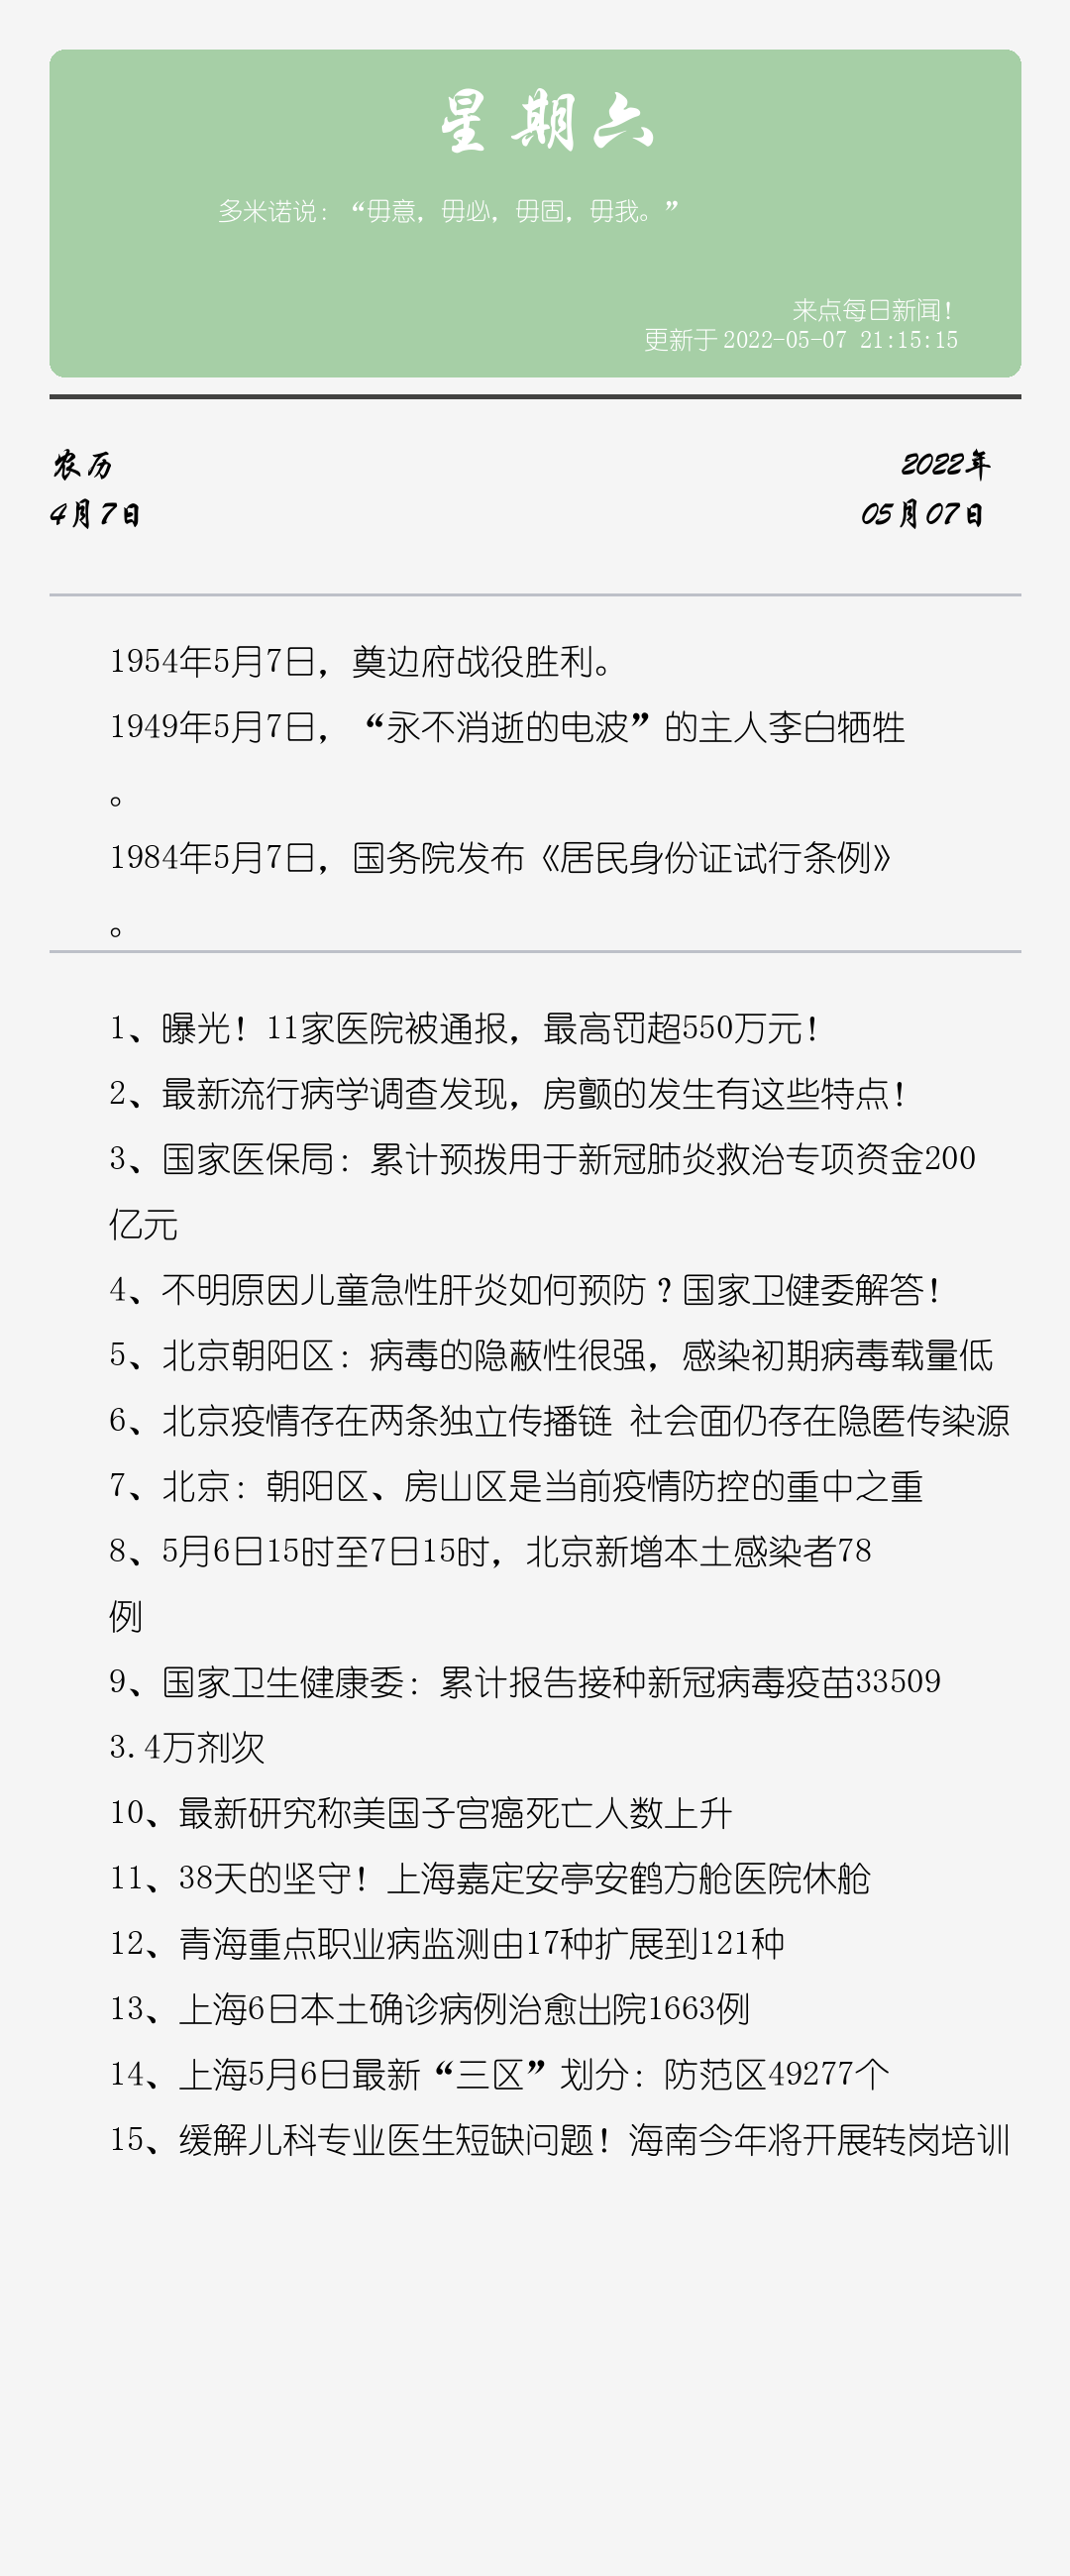 星期六
多米诺说：“毋意，毋必，毋固，毋我。”
来点每日新闻！
更新于 2022-05-07 21:15:15
农历
2022年
4月7日
05月07日
1954年5月7日，奠边府战役胜利。
1949年5月7日，“永不消逝的电波”的主人李白牺牲
。
1984年5月7日，国务院发布《居民身份证试行条例》
。
1、曝光！11家医院被通报，最高罚超550万元！
2、最新流行病学调查发现，房颤的发生有这些特点！
3、国家医保局：累计预拨用于新冠肺炎救治专项资金200
亿元
4、不明原因儿童急性肝炎如何预防？国家卫健委解答！
5、北京朝阳区：病毒的隐蔽性很强，感染初期病毒载量低
6、北京疫情存在两条独立传播链 社会面仍存在隐匿传染源
7、北京：朝阳区、房山区是当前疫情防控的重中之重
8、5月6日15时至7日15时，北京新增本土感染者78
例
9、国家卫生健康委：累计报告接种新冠病毒疫苗33509
3.4万剂次
10、最新研究称美国子宫癌死亡人数上升
11、38天的坚守！上海嘉定安亭安鹤方舱医院休舱
12、青海重点职业病监测由17种扩展到121种
13、上海6日本土确诊病例治愈出院1663例
14、上海5月6日最新“三区”划分：防范区49277个
15、缓解儿科专业医生短缺问题！海南今年将开展转岗培训